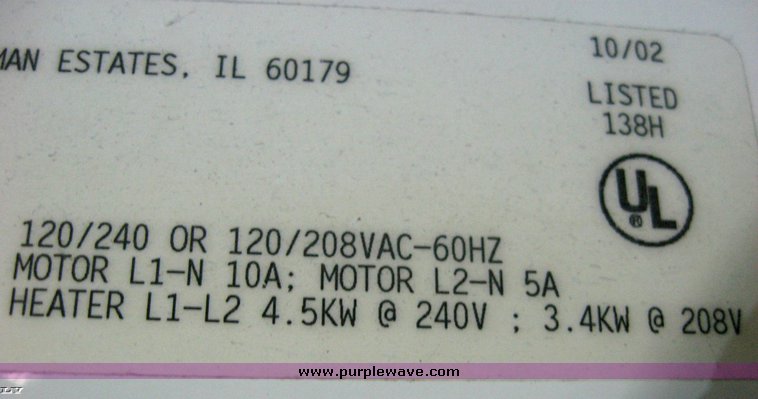 MAN ESTATES, IL 60179
10/02
LISTED
138H
UL
®
120/240 OR 120/208VAC-60HZ
MOTOR L1-N 10A; MOTOR L2-N 5A
HEATER L1-L2 4.5KW @ 240V ; 3.4KW @ 208V
www.purplewave.com